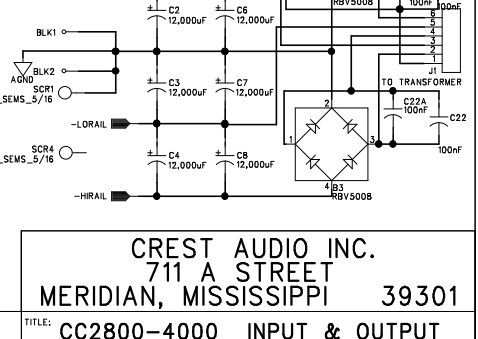 RBV5008
100nF
100nF
C2
12,000uF
C6
12,000uF
6
5
4
3
2
1
BLK1
J1
TO TRANSFORMER
AGND
BLK2
SCR1
_SEMS_5/16
C3
12,000uF
C7
12,000uF
C22A
100nF
C22
100nF
-LORAIL
2
1
3
SCR4
_SEMS_5/16
C4
12,000uF
C8
12,000uF
4
B3
RBV5008
-HIRAIL
CREST AUDIO INC.
711 A STREET
MERIDIAN, MISSISSIPPI 39301
TITLE: CC2800-4000 INPUT & OUTPUT